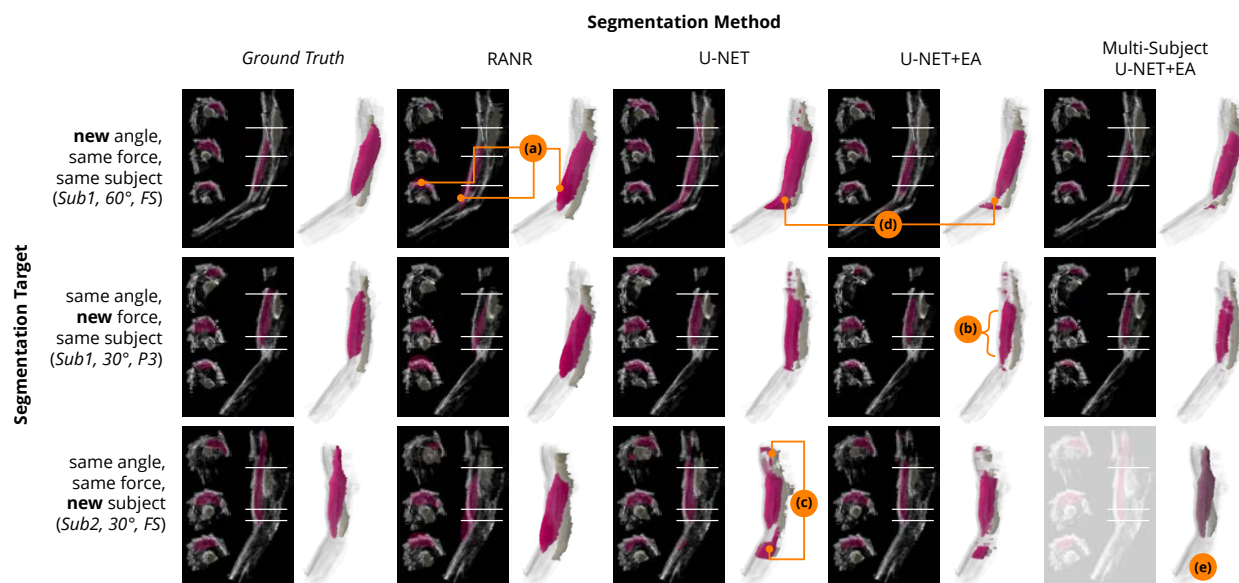 Segmentation Method
Ground Truth
RANR
U-NET
U-NET+EA
Multi-Subject
U-NET+EA
Segmentation Target
new angle,
same force,
same subject
(Sub1, 60°, FS)
(a)
(d)
same angle,
new force,
same subject
(Sub1, 30°, P3)
(b)
same angle,
same force,
new subject
(Sub2, 30°, FS)
(c)
(e)